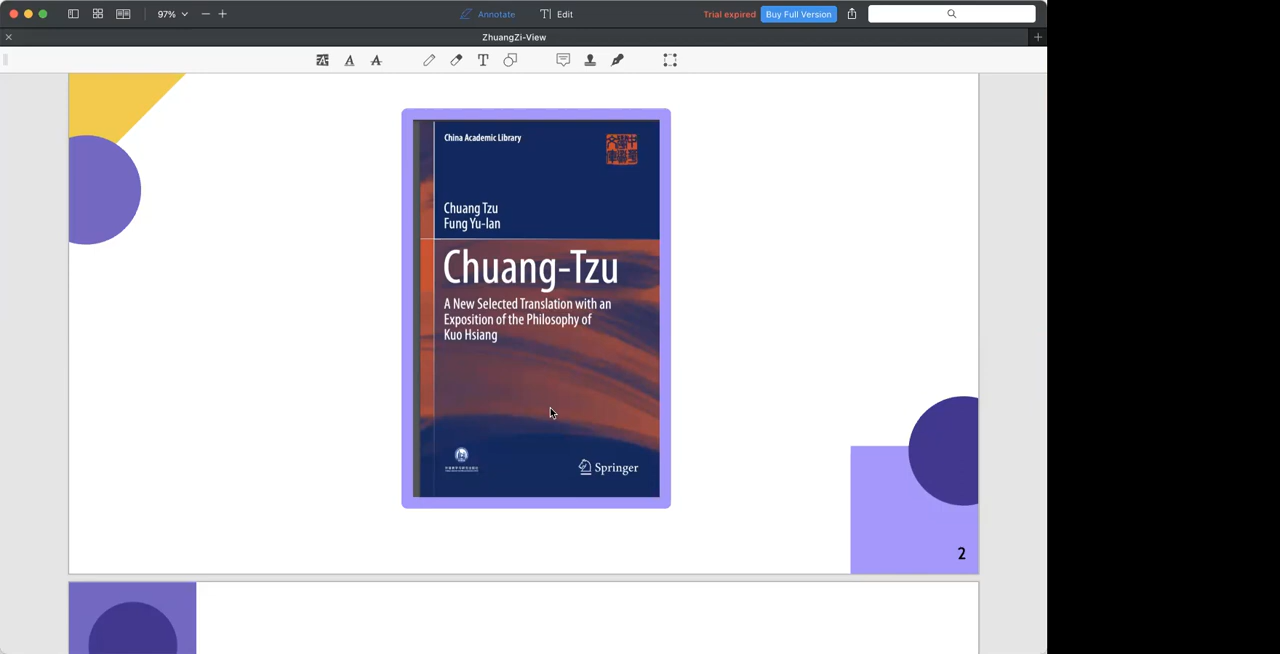 97%
Annotate
T Edit
Trial expired
Buy Full Version
ZhuangZi-View
China Academic Library
Chuang Tzu
Fung Yu-lan
Chuang-Tzu
A New Selected Translation with an
Exposition of the Philosophy of
Kuo Hsiang
Springer
2